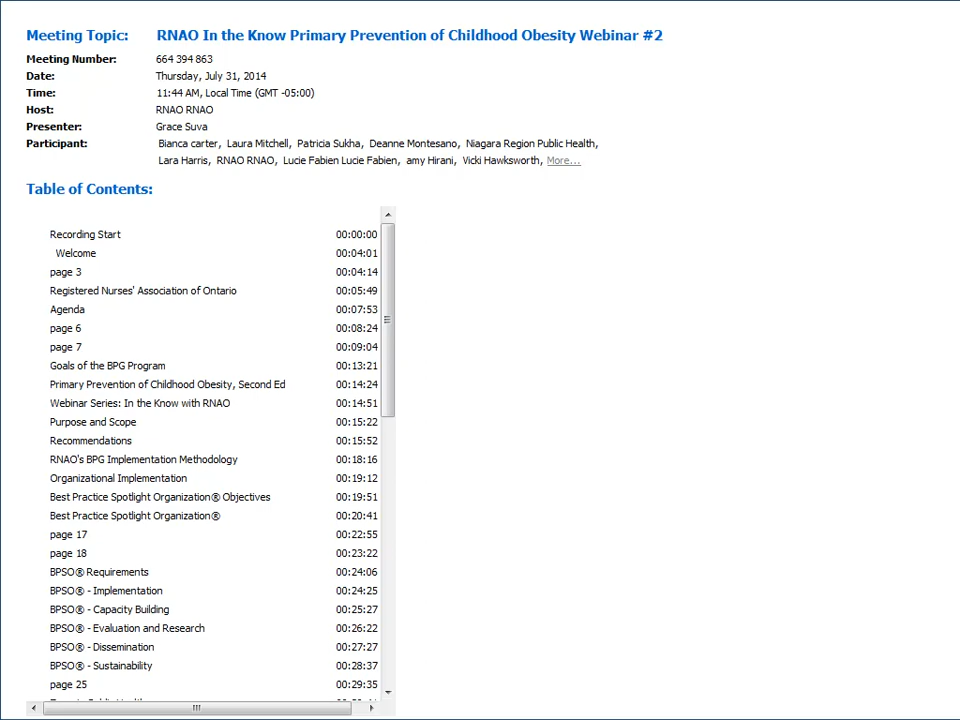 Meeting Topic: RNAO In the Know Primary Prevention of Childhood Obesity Webinar #2
Meeting Number: 664 394 863
Date: Thursday, July 31, 2014
Time: 11:44 AM, Local Time (GMT -05:00)
Host: RNAO RNAO
Presenter: Grace Suva
Participant: Bianca carter, Laura Mitchell, Patricia Sukha, Deanne Montesano, Niagara Region Public Health,
Lara Harris, RNAO RNAO, Lucie Fabien Lucie Fabien, amy Hirani, Vicki Hawksworth, More...
Table of Contents:
Recording Start 00:00:00
Welcome 00:04:01
page 3 00:04:14
Registered Nurses' Association of Ontario 00:05:49
Agenda 00:07:53
page 6 00:08:24
page 7 00:09:04
Goals of the BPG Program 00:13:21
Primary Prevention of Childhood Obesity, Second Ed 00:14:24
Webinar Series: In the Know with RNAO 00:14:51
Purpose and Scope 00:15:22
Recommendations 00:15:52
RNAO's BPG Implementation Methodology 00:18:16
Organizational Implementation 00:19:12
Best Practice Spotlight Organization® Objectives 00:19:51
Best Practice Spotlight Organization® 00:20:41
page 17 00:22:55
page 18 00:23:22
BPSO® Requirements 00:24:06
BPSO® - Implementation 00:24:25
BPSO® - Capacity Building 00:25:27
BPSO® - Evaluation and Research 00:26:22
BPSO® - Dissemination 00:27:27
BPSO® - Sustainability 00:28:37
page 25 00:29:35